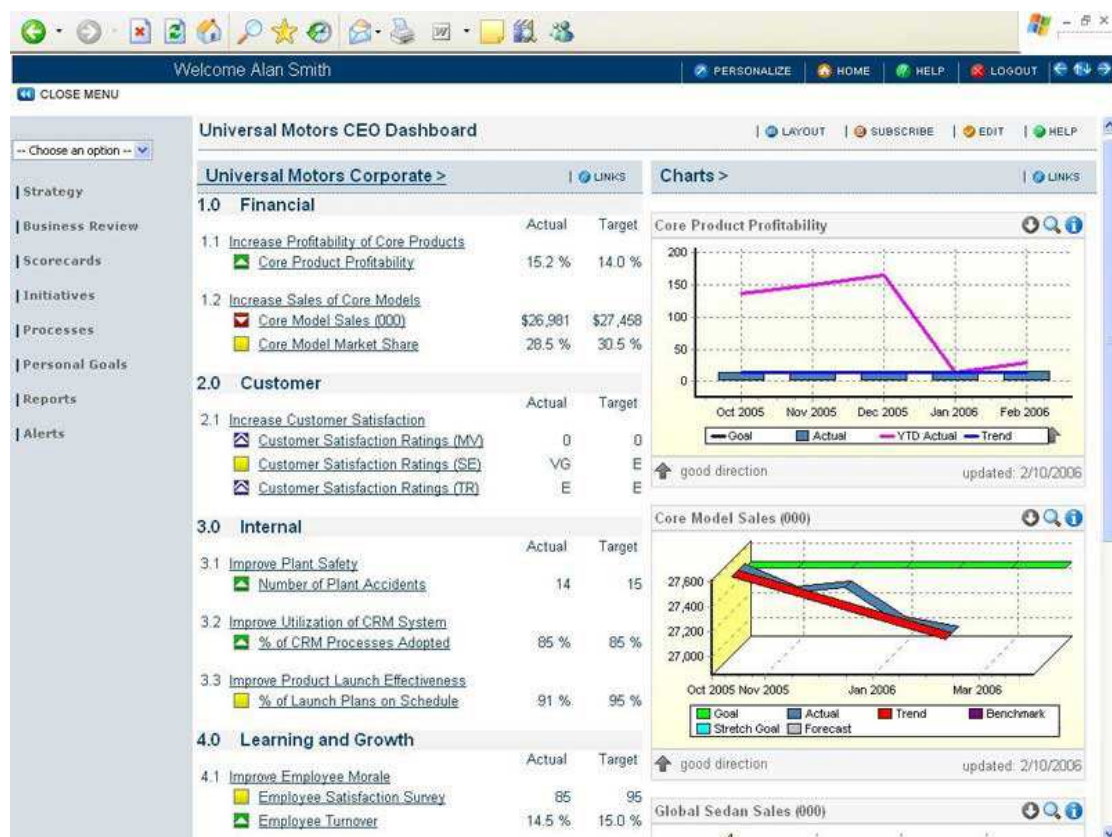 Welcome Alan Smith
PERSONALIZE HOME HELP LOGOUT
CLOSE MENU
-- Choose an option --
Strategy
Business Review
Scorecards
Initiatives
Processes
Personal Goals
Reports
Alerts
Universal Motors CEO Dashboard
LAYOUT SUBSCRIBE EDIT HELP
Universal Motors Corporate > LINKS
1.0 Financial
Actual Target
1.1 Increase Profitability of Core Products
Core Product Profitability 15.2 % 14.0 %
1.2 Increase Sales of Core Models
Core Model Sales (000) $26,981 $27,458
Core Model Market Share 28.5 % 30.5 %
2.0 Customer
Actual Target
2.1 Increase Customer Satisfaction
Customer Satisfaction Ratings (MV) 0 0
Customer Satisfaction Ratings (SE) VG E
Customer Satisfaction Ratings (TR) E E
3.0 Internal
Actual Target
3.1 Improve Plant Safety
Number of Plant Accidents 14 15
3.2 Improve Utilization of CRM System
% of CRM Processes Adopted 85 % 85 %
3.3 Improve Product Launch Effectiveness
% of Launch Plans on Schedule 91 % 95 %
4.0 Learning and Growth
Actual Target
4.1 Improve Employee Morale
Employee Satisfaction Survey 85 95
Employee Turnover 14.5 % 15.0 %
Charts > LINKS
Core Product Profitability
200
150
100
50
0
Oct 2005 Nov 2005 Dec 2005 Jan 2006 Feb 2006
Goal Actual YTD Actual Trend
good direction updated: 2/10/2006
Core Model Sales (000)
27,600
27,400
27,200
27,000
Oct 2005 Nov 2005 Jan 2006 Mar 2006
Goal Actual Trend Benchmark
Stretch Goal Forecast
good direction updated: 2/10/2006
Global Sedan Sales (000)